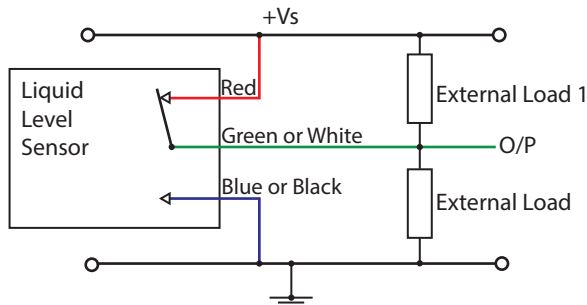 +Vs
Liquid
Level
Sensor
Red
External Load 1
Green or White
O/P
Blue or Black
External Load